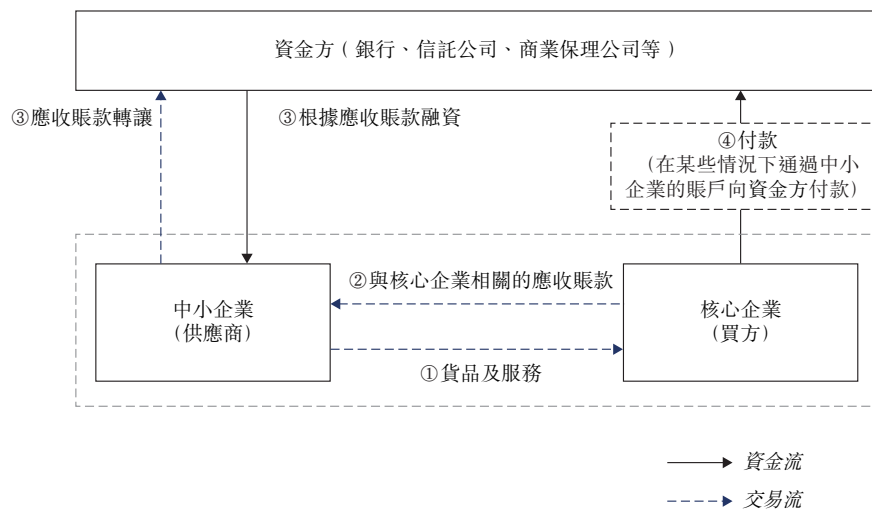 資金方（銀行、信託公司、商業保理公司等）
③應收賬款轉讓
③根據應收賬款融資
④付款
(在某些情況下通過中小
企業的賬戶向資金方付款)
②與核心企業相關的應收賬款
中小企業
(供應商)
核心企業
(買方)
①貨品及服務
資金流
交易流